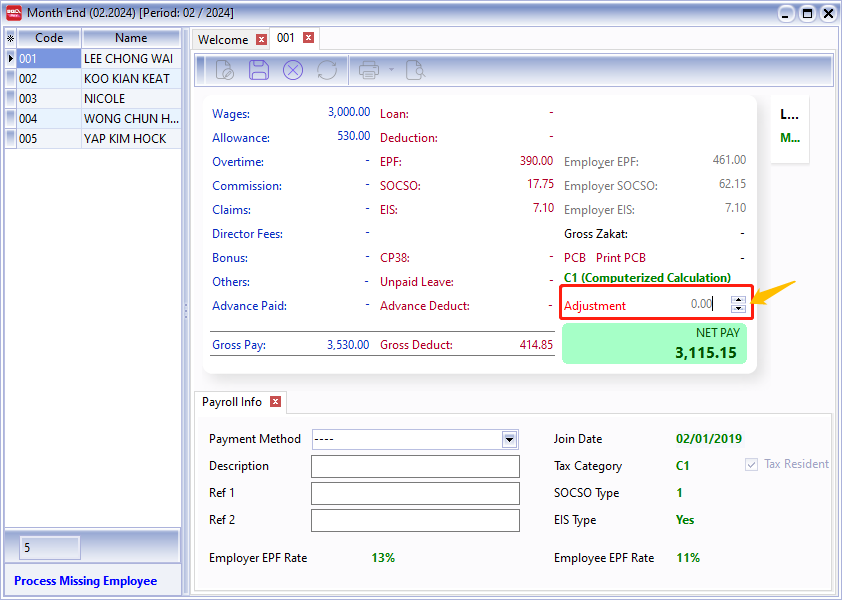 Month End (02.2024) [Period: 02 / 2024]
Code Name
001 LEE CHONG WAI
002 KOO KIAN KEAT
003 NICOLE
004 WONG CHUN H...
005 YAP KIM HOCK
5
Process Missing Employee
Welcome 001
Wages: 3,000.00 Loan: -
Allowance: 530.00 Deduction: -
Overtime: - EPF: 390.00 Employer EPF: 461.00
Commission: - SOCSO: 17.75 Employer SOCSO: 62.15
Claims: - EIS: 7.10 Employer EIS: 7.10
Director Fees: - Gross Zakat: -
Bonus: - CP38: - PCB Print PCB -
Others: - Unpaid Leave: - C1 (Computerized Calculation)
Advance Paid: - Advance Deduct: - Adjustment 0.00
Gross Pay: 3,530.00 Gross Deduct: 414.85
NET PAY
3,115.15
L...
M...
Payroll Info
Payment Method ---- Join Date 02/01/2019
Description Tax Category C1 Tax Resident
Ref 1 SOCSO Type 1
Ref 2 EIS Type Yes
Employer EPF Rate 13% Employee EPF Rate 11%